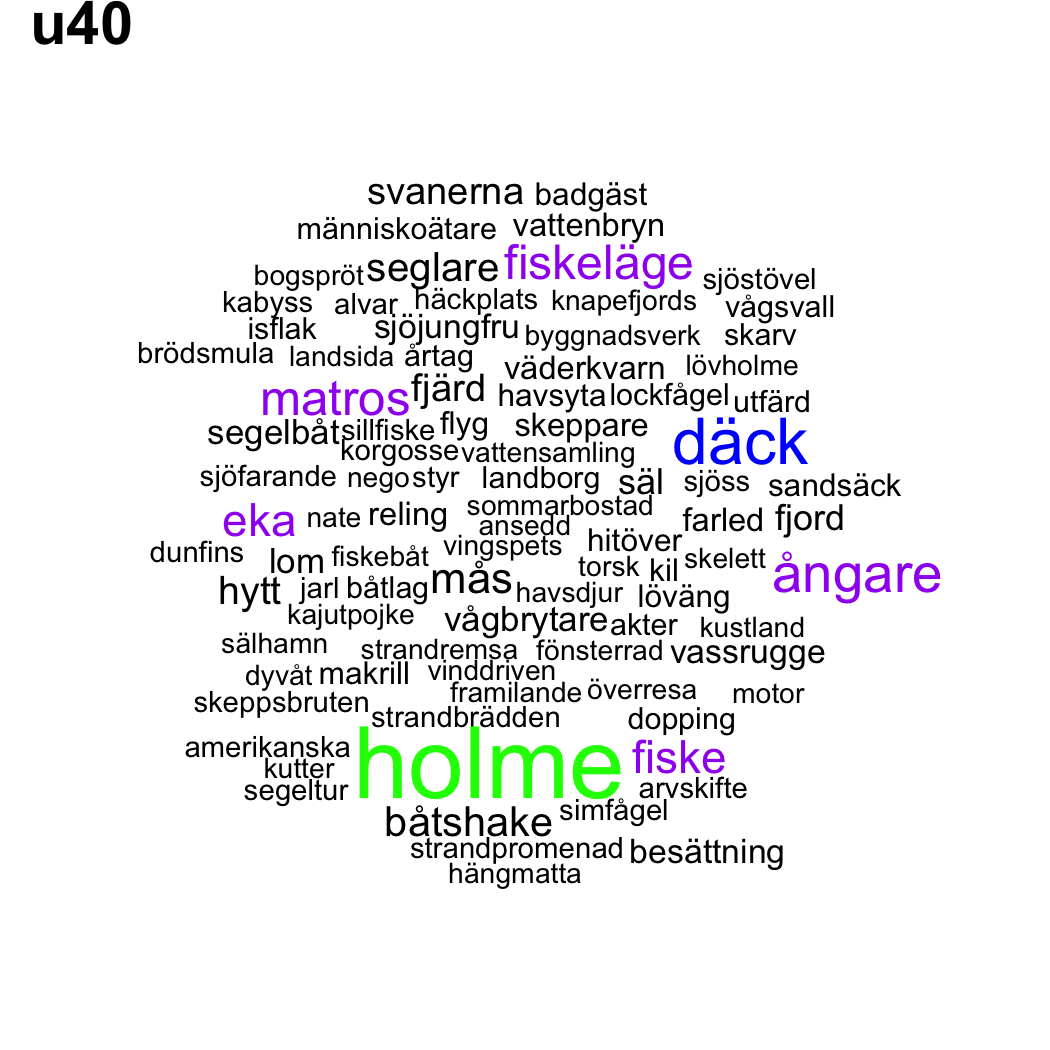 u40
svanerna badgäst
människoätare vattenbryn
bogspröt seglare fiskeläge sjöstövel
kabyss alvar häckplats knapefjords vågsvall
isflak sjöjungfru byggnadsverk skarv
brödsmula landsida årtag väderkvarn lövholme
matros fjärd havsyta lockfågel utfärd
segelbåt sillfiske flyg skeppare däck
korgosse vattensamling
sjöfarande nego styr landborg säl sjöss sandsäck
eka nate reling sommarbostad farled fjord
ansedd
dunfins lom fiskebåt vingspets hitöver skelett ångare
torsk kil
hytt jarl båtlag mås havsdjur löväng
kajutpojke vågbrytare akter kustland
sälhamn strandremsa fönsterrad vassrugge
dyvåt makrill vinddriven
skeppsbruten framilande överresa motor
strandbrädden dopping
amerikanska holme fiske
kutter
segeltur arvskifte
båtshake simfågel
strandpromenad besättning
hängmatta